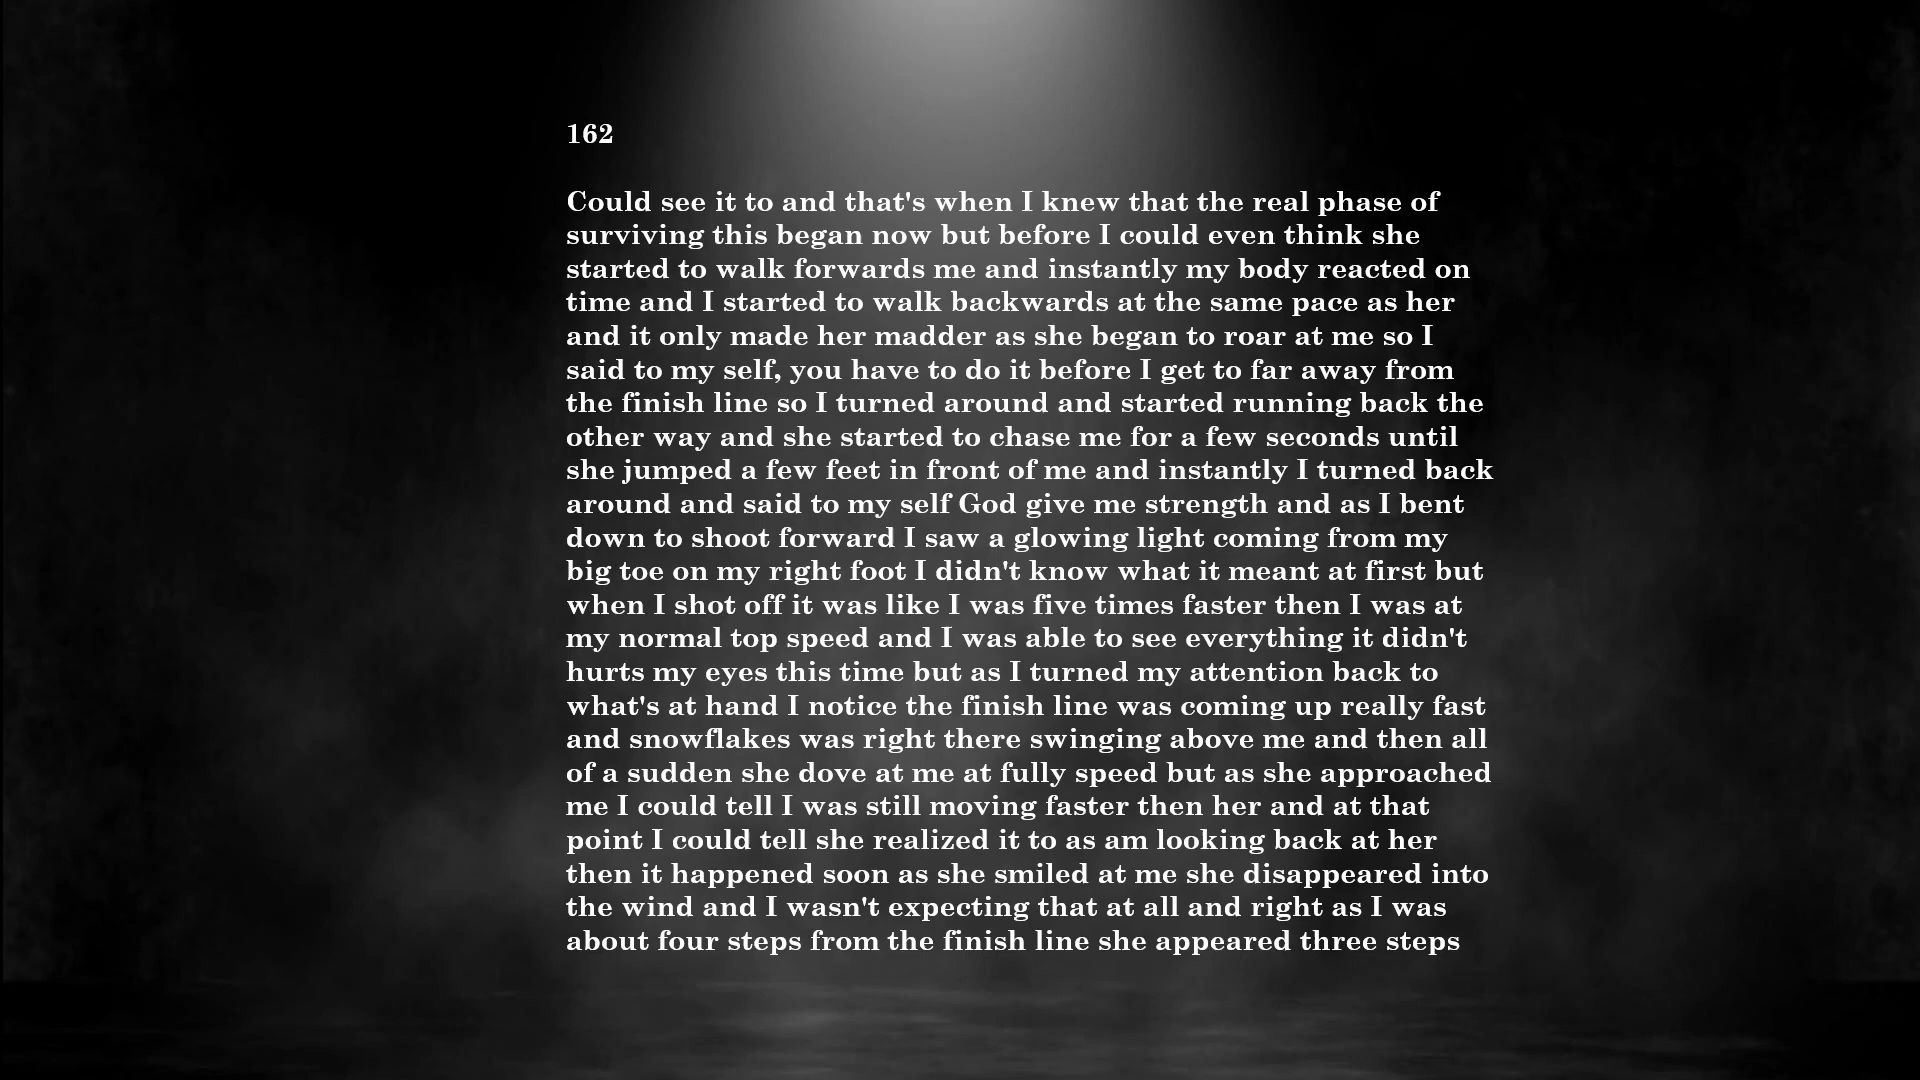 162
Could see it to and that's when I knew that the real phase of
surviving this began now but before I could even think she
started to walk forwards me and instantly my body reacted on
time and I started to walk backwards at the same pace as her
and it only made her madder as she began to roar at me so I
said to my self, you have to do it before I get to far away from
the finish line so I turned around and started running back the
other way and she started to chase me for a few seconds until
she jumped a few feet in front of me and instantly I turned back
around and said to my self God give me strength and as I bent
down to shoot forward I saw a glowing light coming from my
big toe on my right foot I didn't know what it meant at first but
when I shot off it was like I was five times faster then I was at
my normal top speed and I was able to see everything it didn't
hurts my eyes this time but as I turned my attention back to
what's at hand I notice the finish line was coming up really fast
and snowflakes was right there swinging above me and then all
of a sudden she dove at me at fully speed but as she approached
me I could tell I was still moving faster then her and at that
point I could tell she realized it to as am looking back at her
then it happened soon as she smiled at me she disappeared into
the wind and I wasn't expecting that at all and right as I was
about four steps from the finish line she appeared three steps